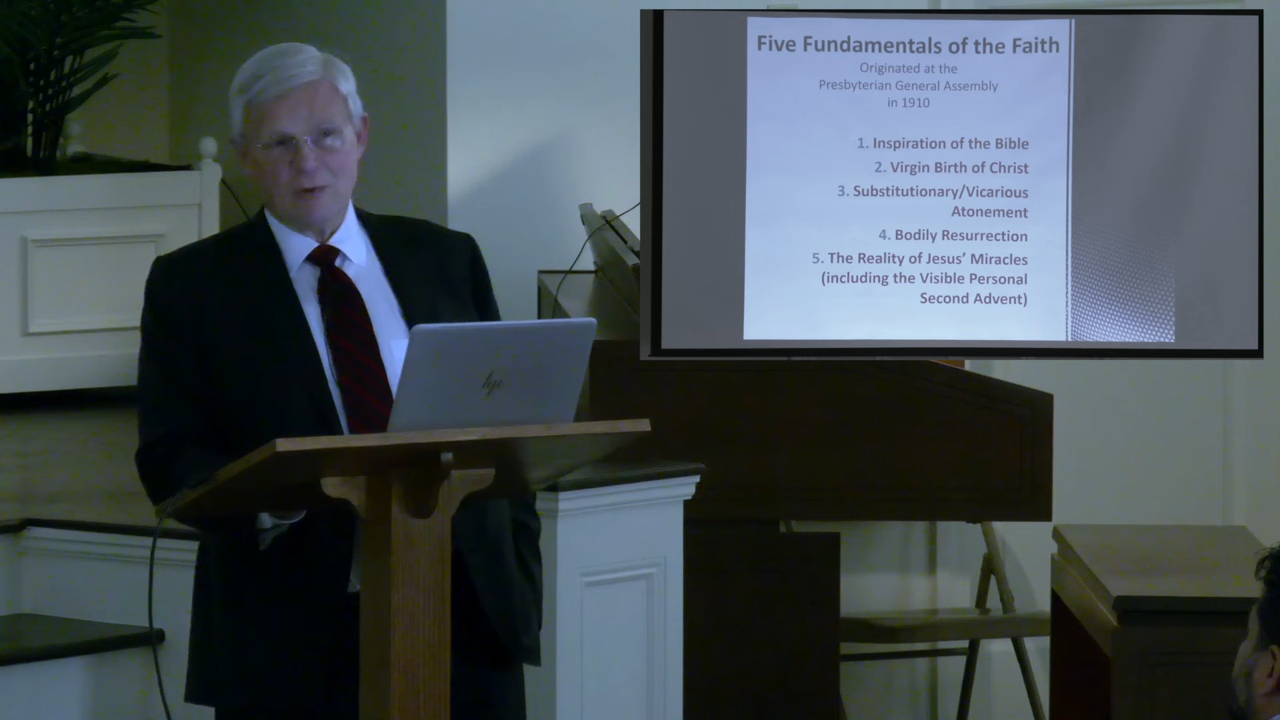 Five Fundamentals of the Faith
Originated at the
Presbyterian General Assembly
in 1910
1. Inspiration of the Bible
2. Virgin Birth of Christ
3. Substitutionary/Vicarious
Atonement
4. Bodily Resurrection
5. The Reality of Jesus' Miracles
(including the Visible Personal
Second Advent)
hp